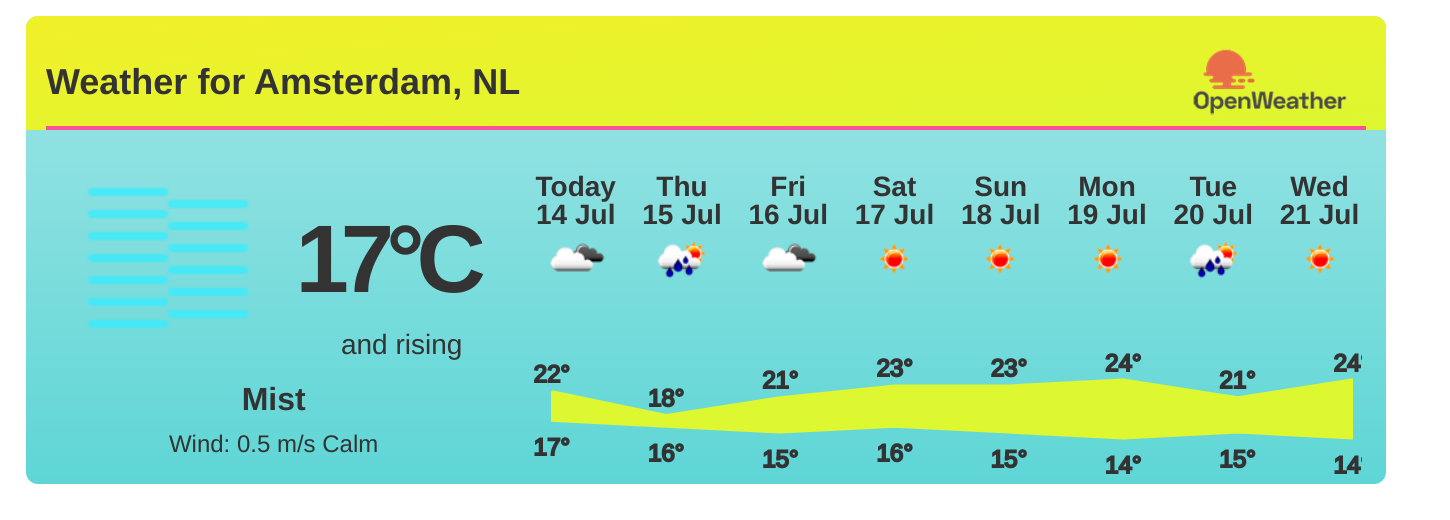 Weather for Amsterdam, NL
OpenWeather
Today Thu Fri Sat Sun Mon Tue Wed
14 Jul 15 Jul 16 Jul 17 Jul 18 Jul 19 Jul 20 Jul 21 Jul
17°C
and rising
Mist
Wind: 0.5 m/s Calm
22° 18° 21° 23° 23° 24° 21° 24°
17° 16° 15° 16° 15° 14° 15° 14°